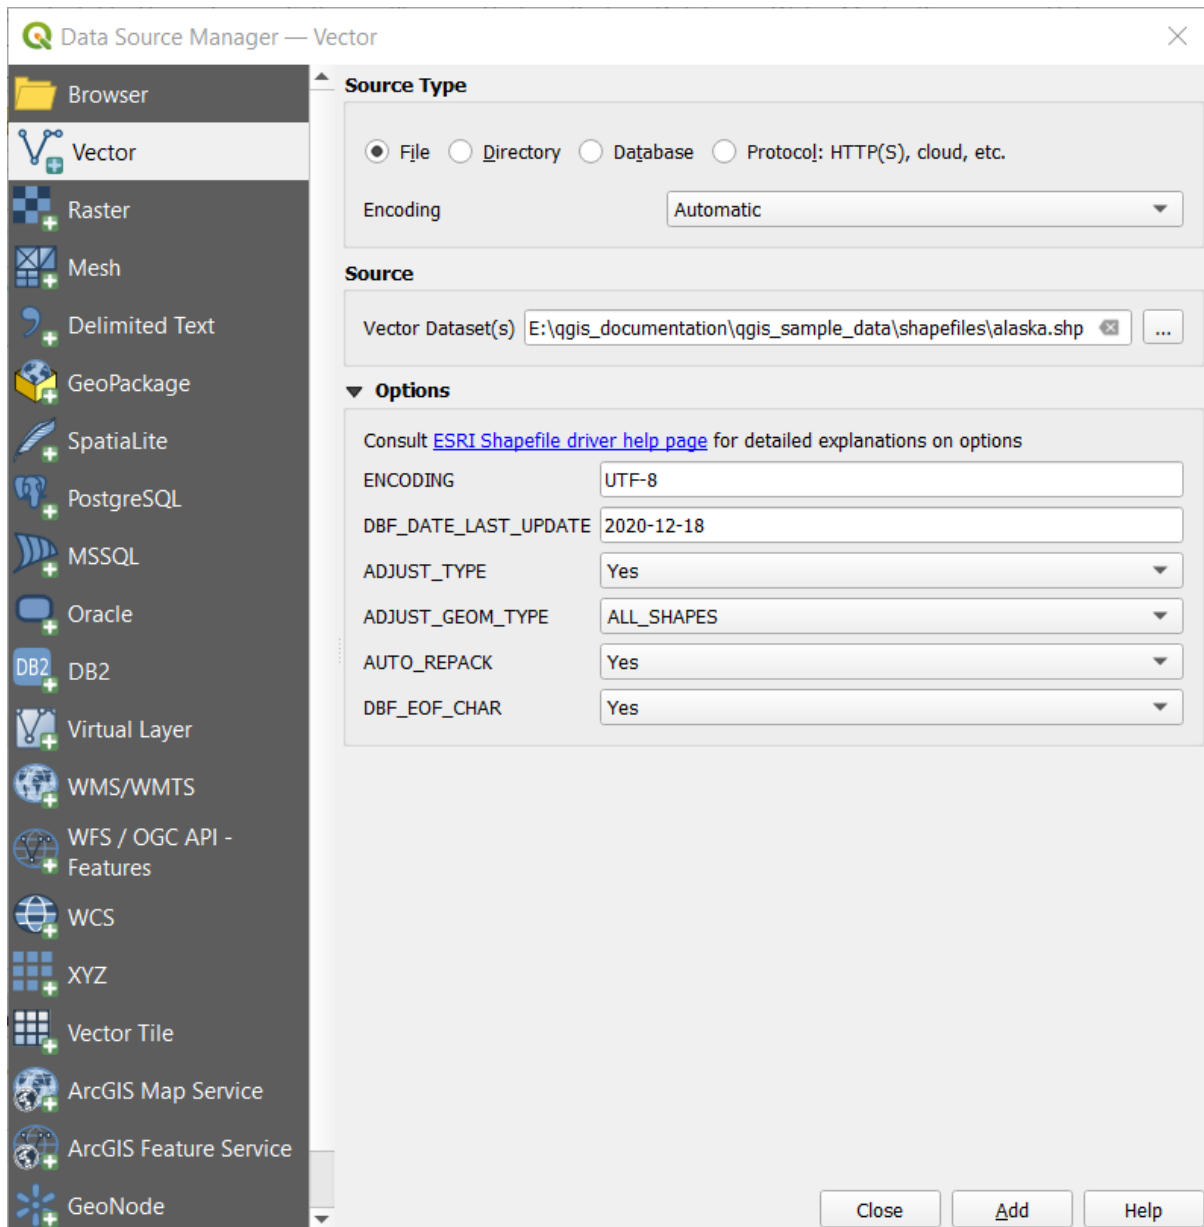 Data Source Manager — Vector
Browser
Vector
Raster
Mesh
Delimited Text
GeoPackage
SpatiaLite
PostgreSQL
MSSQL
Oracle
DB2 DB2
Virtual Layer
WMS/WMTS
WFS / OGC API -
Features
WCS
XYZ
Vector Tile
ArcGIS Map Service
ArcGIS Feature Service
GeoNode
Source Type
File Directory Database Protocol: HTTP(S), cloud, etc.
Encoding Automatic
Source
Vector Dataset(s) E:\qgis_documentation\qgis_sample_data\shapefiles\alaska.shp ...
Options
Consult ESRI Shapefile driver help page for detailed explanations on options
ENCODING UTF-8
DBF_DATE_LAST_UPDATE 2020-12-18
ADJUST_TYPE Yes
ADJUST_GEOM_TYPE ALL_SHAPES
AUTO_REPACK Yes
DBF_EOF_CHAR Yes
Close Add Help